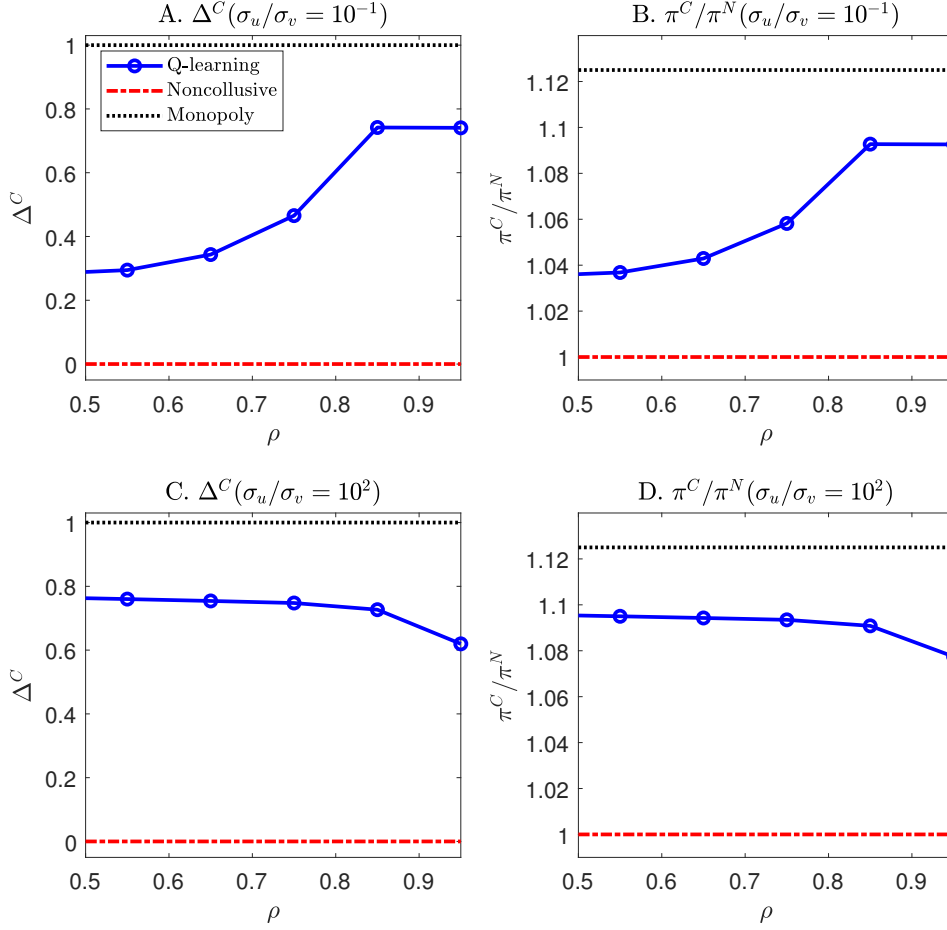 A. Δ^C(σ_u/σ_v = 10^{-1})
1
0.8
0.6
0.4
0.2
0
Δ^C
Q-learning
Noncollusive
Monopoly
0.5 0.6 0.7 0.8 0.9
ρ
B. π^C/π^N(σ_u/σ_v = 10^{-1})
1.12
1.1
1.08
1.06
1.04
1.02
1
π^C/π^N
0.5 0.6 0.7 0.8 0.9
ρ
C. Δ^C(σ_u/σ_v = 10^2)
1
0.8
0.6
0.4
0.2
0
Δ^C
0.5 0.6 0.7 0.8 0.9
ρ
D. π^C/π^N(σ_u/σ_v = 10^2)
1.12
1.1
1.08
1.06
1.04
1.02
1
π^C/π^N
0.5 0.6 0.7 0.8 0.9
ρ